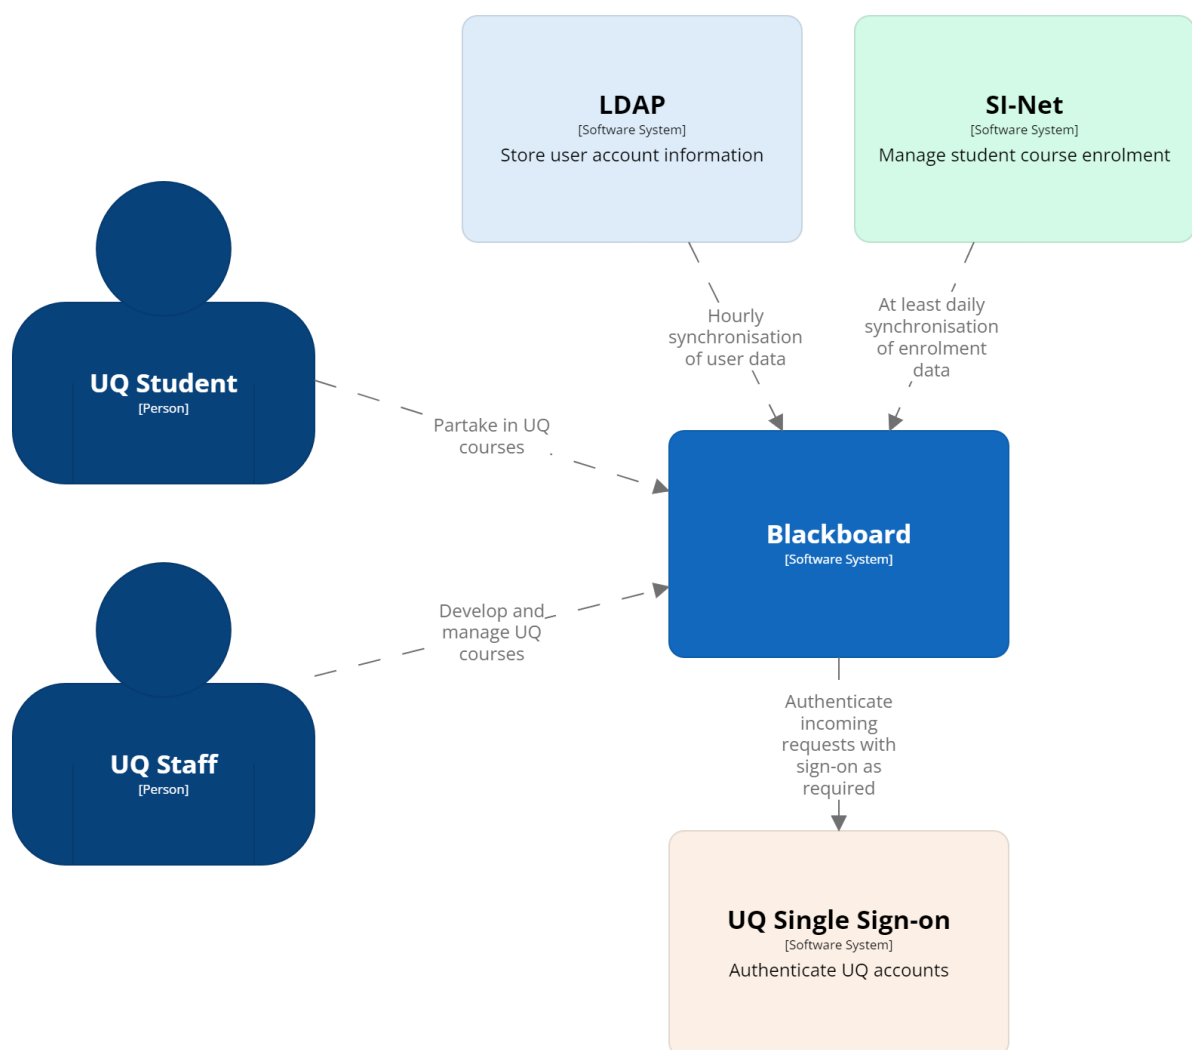 LDAP
[Software System]
Store user account information
SI-Net
[Software System]
Manage student course enrolment
Hourly
synchronisation
of user data
At least daily
synchronisation
of enrolment
data
UQ Student
[Person]
Partake in UQ
courses
Blackboard
[Software System]
Develop and
manage UQ
courses
UQ Staff
[Person]
Authenticate
incoming
requests with
sign-on as
required
UQ Single Sign-on
[Software System]
Authenticate UQ accounts